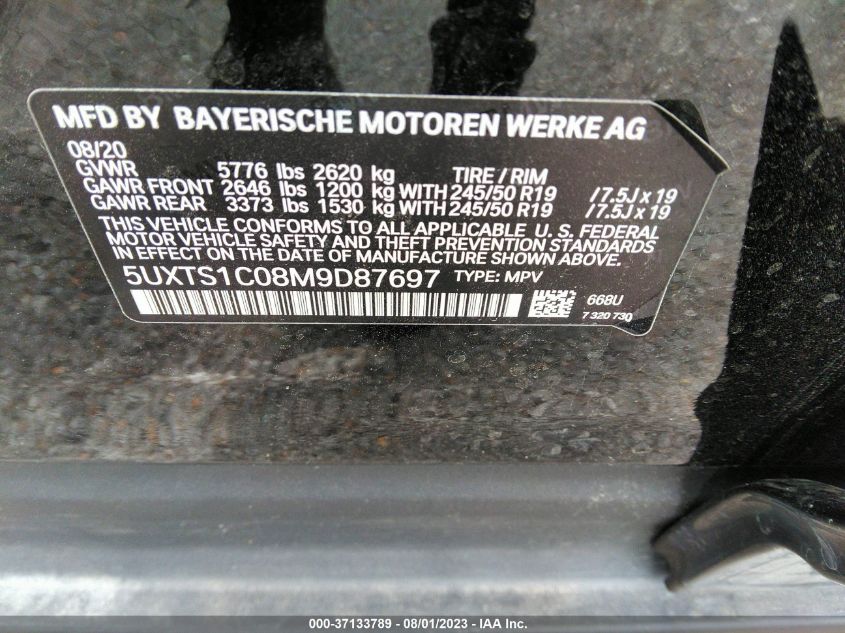 MFD BY BAYERISCHE MOTOREN WERKE AG
08/20
GVWR 5776 lbs 2620 kg TIRE / RIM
GAWR FRONT 2646 lbs 1200 kg WITH 245/50 R19 / 7.5J x 19
GAWR REAR 3373 lbs 1530 kg WITH 245/50 R19 / 7.5J x 19
THIS VEHICLE CONFORMS TO ALL APPLICABLE U. S. FEDERAL
MOTOR VEHICLE SAFETY AND THEFT PREVENTION STANDARDS
IN EFFECT ON THE DATE OF MANUFACTURE SHOWN ABOVE.
5UXTS1C08M9D87697 TYPE: MPV
668U
7 320 730
000-37133789 - 08/01/2023 - IAA Inc.